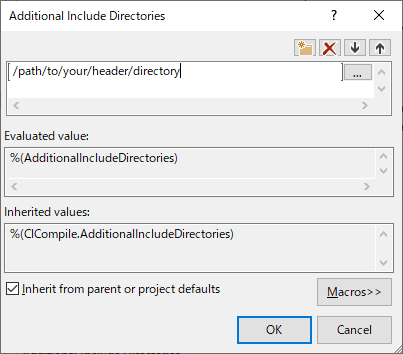 Additional Include Directories
/path/to/your/header/directory
...
Evaluated value:
%(AdditionalIncludeDirectories)
Inherited values:
%(ClCompile.AdditionalIncludeDirectories)
Inherit from parent or project defaults
Macros>>
OK
Cancel